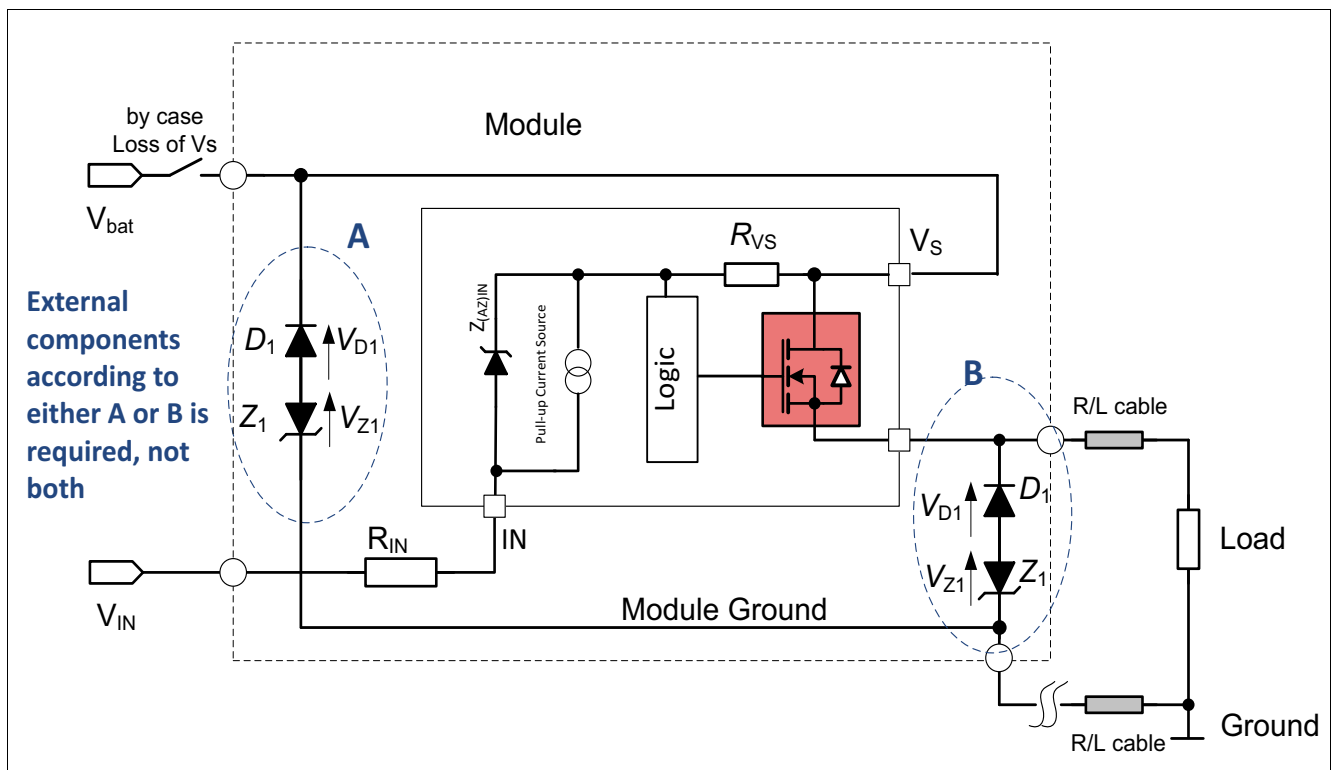 by case
Loss of Vs
Module
Vbat
A
External
components
according to
either A or B is
required, not
both
D1
VD1
Z1
VZ1
Z(AZ)IN
Pull-up Current Source
Logic
RVS
VS
B
R/L cable
VD1
D1
VZ1
Z1
Load
IN
RIN
VIN
Module Ground
Ground
R/L cable